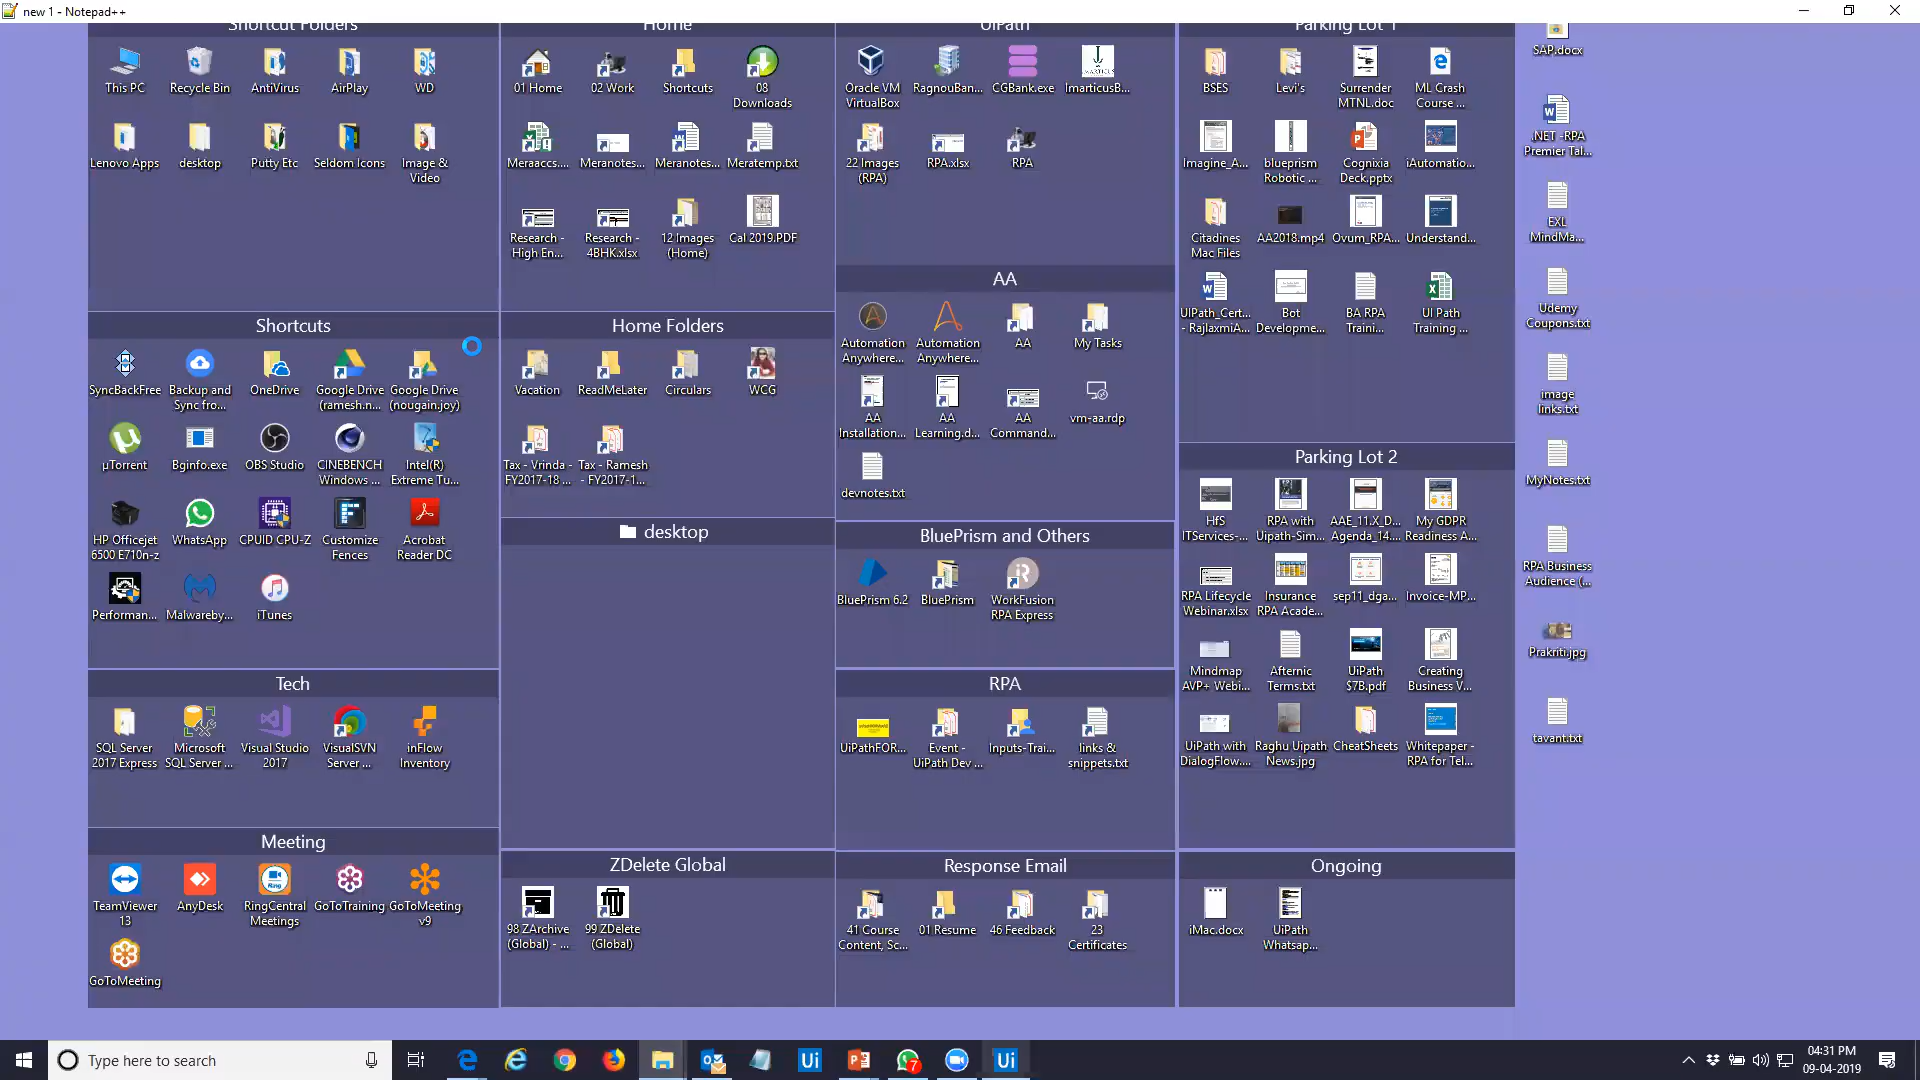 new 1 - Notepad++
Shortcut Folders
This PC
Recycle Bin
AntiVirus
AirPlay
WD
Lenovo Apps
desktop
Putty Etc
Seldom Icons
Image &
Video
Shortcuts
SyncBackFree
Backup and
Sync fro...
OneDrive
Google Drive
(ramesh.n...
Google Drive
(nougain.joy)
µTorrent
Bginfo.exe
OBS Studio
CINEBENCH
Windows ...
Intel(R)
Extreme Tu...
HP Officejet
6500 E710n-z
WhatsApp
CPUID CPU-Z
Customize
Fences
Acrobat
Reader DC
Performan...
Malwareby...
iTunes
Tech
SQL Server
2017 Express
Microsoft
SQL Server ...
Visual Studio
2017
VisualSVN
Server ...
inFlow
Inventory
Meeting
TeamViewer
13
AnyDesk
Ring
RingCentral
Meetings
GoToTraining
GoToMeeting
v9
GoToMeeting
Home
01 Home
02 Work
Shortcuts
08
Downloads
Meraaccs....
Meranotes...
Meranotes...
Meratemp.txt
Research -
High En...
Research -
4BHK.xlsx
12 Images
(Home)
Cal 2019.PDF
Home Folders
Vacation
ReadMeLater
Circulars
WCG
Tax - Vrinda -
FY2017-18 ...
Tax - Ramesh
- FY2017-1...
desktop
ZDelete Global
98 ZArchive
(Global) - ...
99 ZDelete
(Global)
UiPath
Oracle VM
VirtualBox
RagnouBan...
CGBank.exe
ImarticusB...
22 Images
(RPA)
RPA.xlsx
RPA
AA
Automation
Anywhere...
Automation
Anywhere...
AA
My Tasks
AA
Installation...
AA
Learning.d...
AA
Command...
vm-aa.rdp
devnotes.txt
BluePrism and Others
BluePrism 6.2
BluePrism
WorkFusion
RPA Express
RPA
UiPathFOR...
Event -
UiPath Dev ...
Inputs-Trai...
links &
snippets.txt
Response Email
41 Course
Content, Sc...
01 Resume
46 Feedback
23
Certificates
Parking Lot 1
BSES
Levi's
Surrender
MTNL.doc
ML Crash
Course ...
Imagine_A...
blueprism
Robotic ...
Cognixia
Deck.pptx
iAutomatio...
Citadines
Mac Files
AA2018.mp4
Ovum_RPA...
Understand...
UIPath_Cert...
- RajlaxmiA...
Bot
Developme...
BA RPA
Traini...
UI Path
Training ...
Parking Lot 2
HfS
ITServices-...
RPA with
Uipath-Sim...
AAE_11.X_D...
Agenda_14....
My GDPR
Readiness A...
RPA Lifecycle
Webinar.xlsx
Insurance
RPA Acade...
sep11_dga...
Invoice-MP...
Mindmap
AVP+ Webi...
Afternic
Terms.txt
UiPath
$7B.pdf
Creating
Business V...
UiPath with
DialogFlow....
Raghu Uipath
News.jpg
CheatSheets
Whitepaper -
RPA for Tel...
Ongoing
iMac.docx
UiPath
Whatsap...
SAP.docx
.NET -RPA
Premier Tal...
EXL
MindMa...
Udemy
Coupons.txt
image
links.txt
MyNotes.txt
RPA Business
Audience (...
Prakriti.jpg
tavant.txt
Type here to search
Ui
7
Ui
04:31 PM
09-04-2019